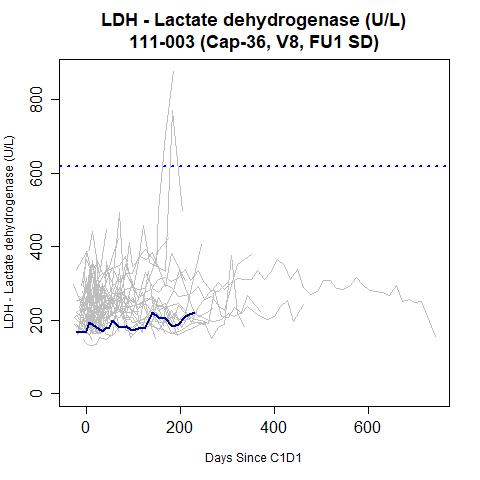 LDH - Lactate dehydrogenase (U/L)
111-003 (Cap-36, V8, FU1 SD)
LDH - Lactate dehydrogenase (U/L)
800
600
400
200
0
0 200 400 600
Days Since C1D1